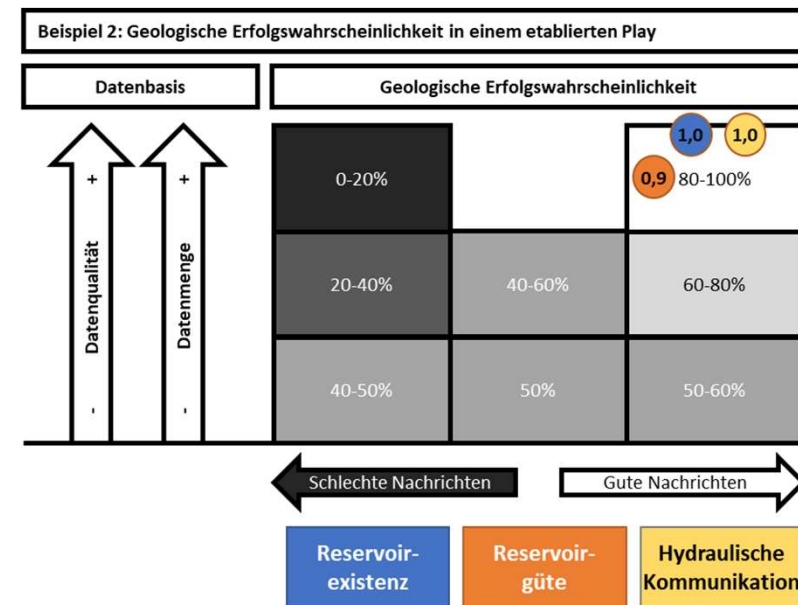 Beispiel 2: Geologische Erfolgswahrscheinlichkeit in einem etablierten Play
Datenbasis
Geologische Erfolgswahrscheinlichkeit
- Datenqualität +
- Datenmenge +
1,0
1,0
0,9
0-20%
80-100%
20-40%
40-60%
60-80%
40-50%
50%
50-60%
Schlechte Nachrichten
Gute Nachrichten
Reservoir-
existenz
Reservoir-
güte
Hydraulische
Kommunikation